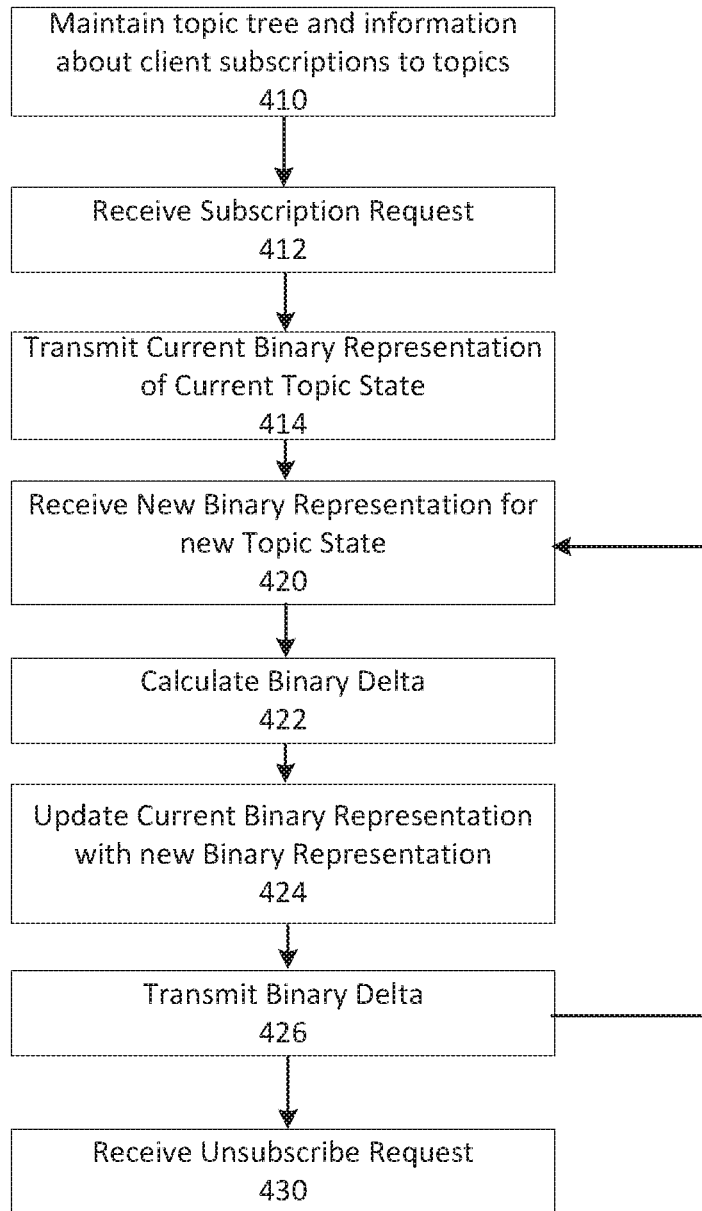 Maintain topic tree and information
about client subscriptions to topics
410
Receive Subscription Request
412
Transmit Current Binary Representation
of Current Topic State
414
Receive New Binary Representation for
new Topic State
420
Calculate Binary Delta
422
Update Current Binary Representation
with new Binary Representation
424
Transmit Binary Delta
426
Receive Unsubscribe Request
430